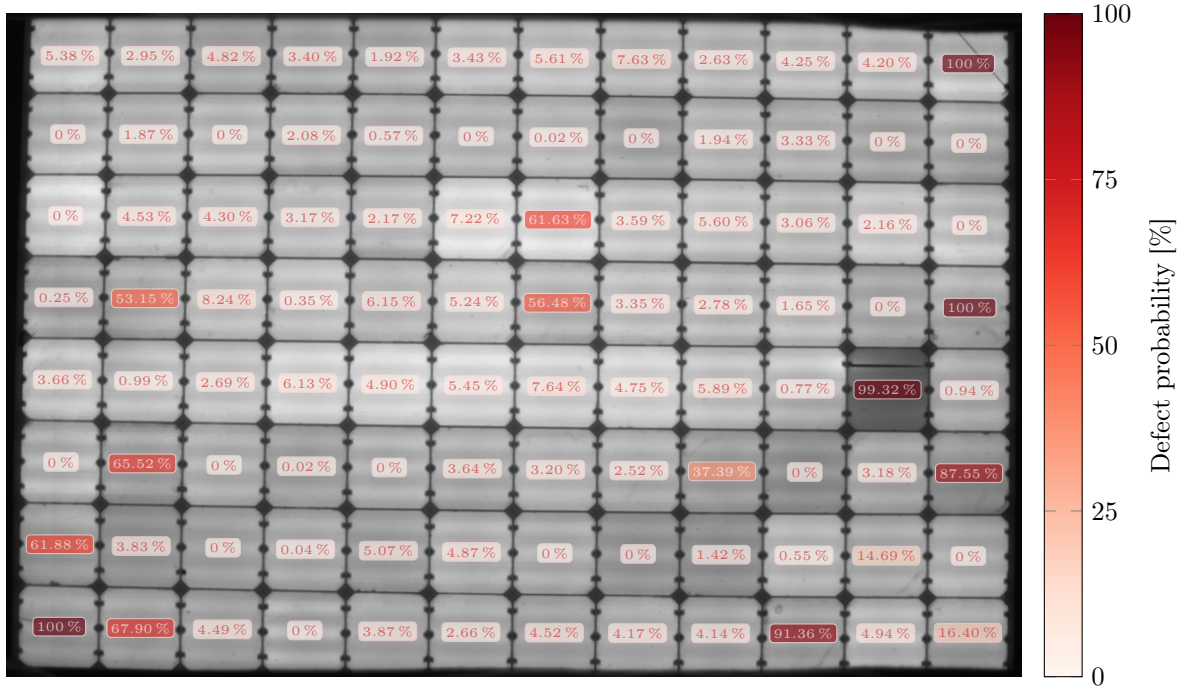 5.38 % 2.95 % 4.82 % 3.40 % 1.92 % 3.43 % 5.61 % 7.63 % 2.63 % 4.25 % 4.20 % 100 %
0 % 1.87 % 0 % 2.08 % 0.57 % 0 % 0.02 % 0 % 1.94 % 3.33 % 0 % 0 %
0 % 4.53 % 4.30 % 3.17 % 2.17 % 7.22 % 61.63 % 3.59 % 5.60 % 3.06 % 2.16 % 0 %
0.25 % 53.15 % 8.24 % 0.35 % 6.15 % 5.24 % 56.48 % 3.35 % 2.78 % 1.65 % 0 % 100 %
3.66 % 0.99 % 2.69 % 6.13 % 4.90 % 5.45 % 7.64 % 4.75 % 5.89 % 0.77 % 99.32 % 0.94 %
0 % 65.52 % 0 % 0.02 % 0 % 3.64 % 3.20 % 2.52 % 37.39 % 0 % 3.18 % 87.55 %
61.88 % 3.83 % 0 % 0.04 % 5.07 % 4.87 % 0 % 0 % 1.42 % 0.55 % 14.69 % 0 %
100 % 67.90 % 4.49 % 0 % 3.87 % 2.66 % 4.52 % 4.17 % 4.14 % 91.36 % 4.94 % 16.40 %
100
75
50
25
0
Defect probability [%]